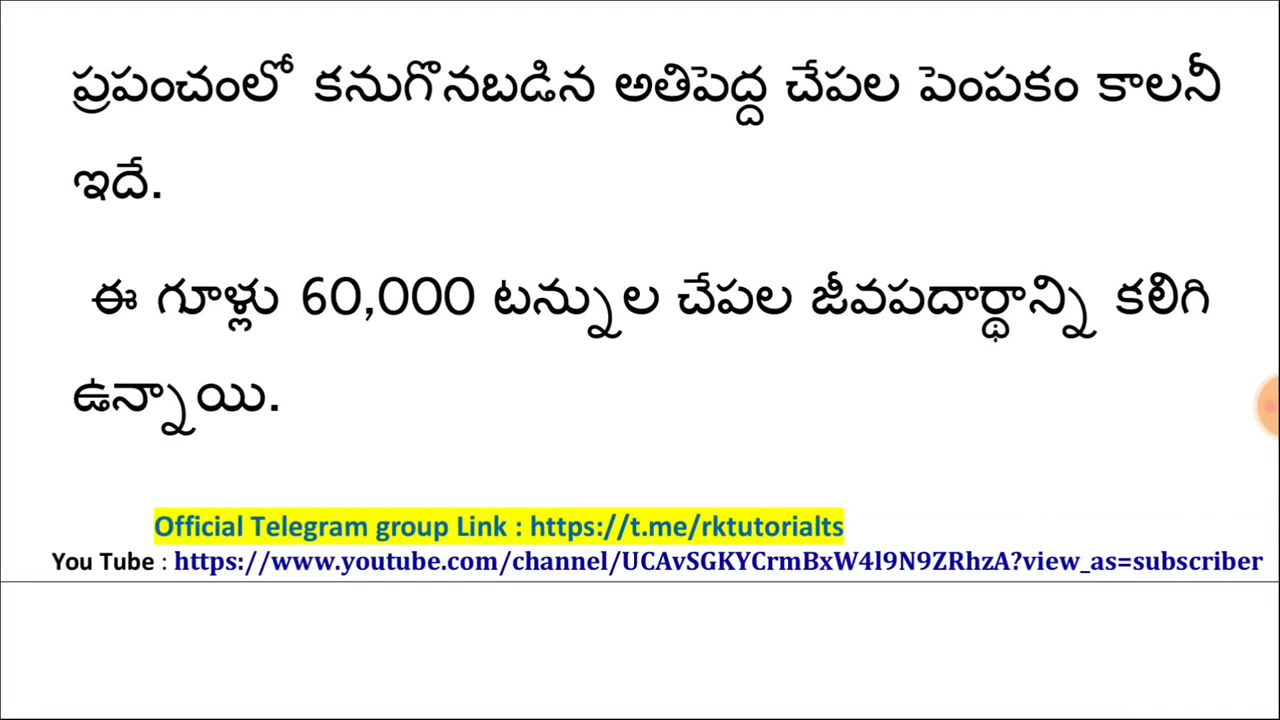 ప్రపంచంలో కనుగొనబడిన అతిపెద్ద చేపల పెంపకం కాలనీ
ఇదే.
ఈ గూళ్లు 60,000 టన్నుల చేపల జీవపదార్థాన్ని కలిగి
ఉన్నాయి.
Official Telegram group Link : https://t.me/rktutorialts
You Tube : https://www.youtube.com/channel/UCAvSGKYCrmBxW4l9N9ZRhzA?view_as=subscriber